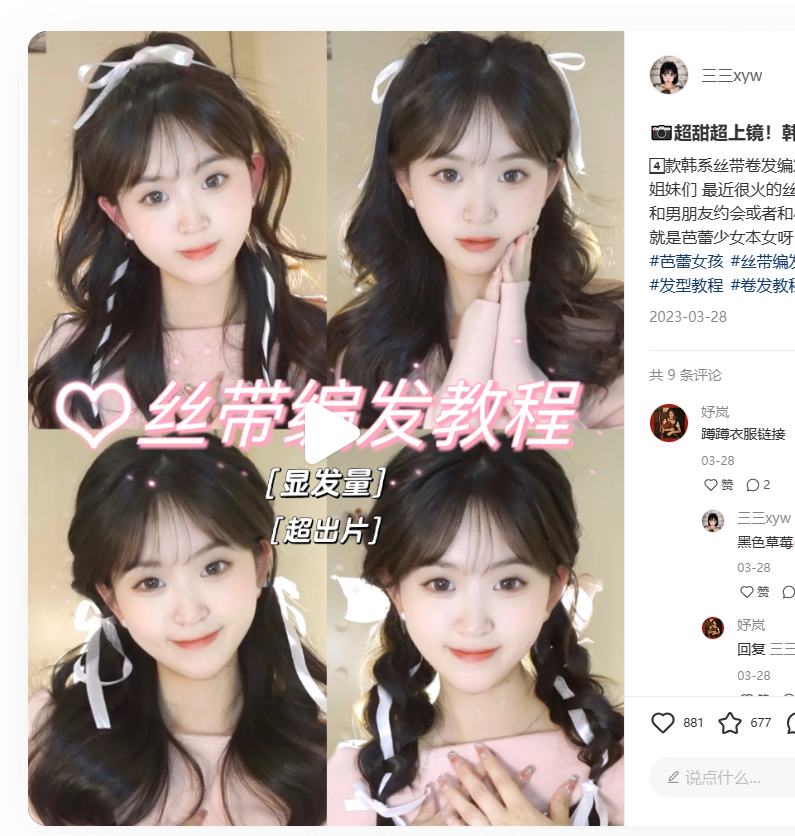 丝带编发教程
[显发量]
[超出片]
三三xyw
📷超甜超上镜！韩
4款韩系丝带卷发编发
姐妹们 最近很火的丝
和男朋友约会或者和
就是芭蕾少女本女呀
#芭蕾女孩 #丝带编发
#发型教程 #卷发教程
2023-03-28
共 9 条评论
妤岚
蹲蹲衣服链接
03-28
赞 2
三三xyw
黑色草莓
03-28
赞
妤岚
回复 三三
03-28
881 677
说点什么...